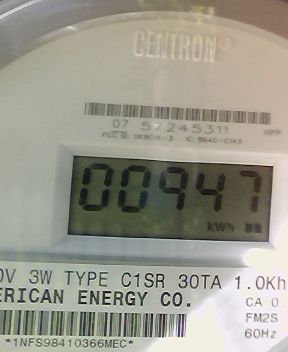 CENTRON®
07 57245311
00947
kWh
0V 3W TYPE C1SR 30TA 1.0Kh
ERICAN ENERGY CO.
CA 0.
FM2S
60Hz
*1NFS98410366MEC*